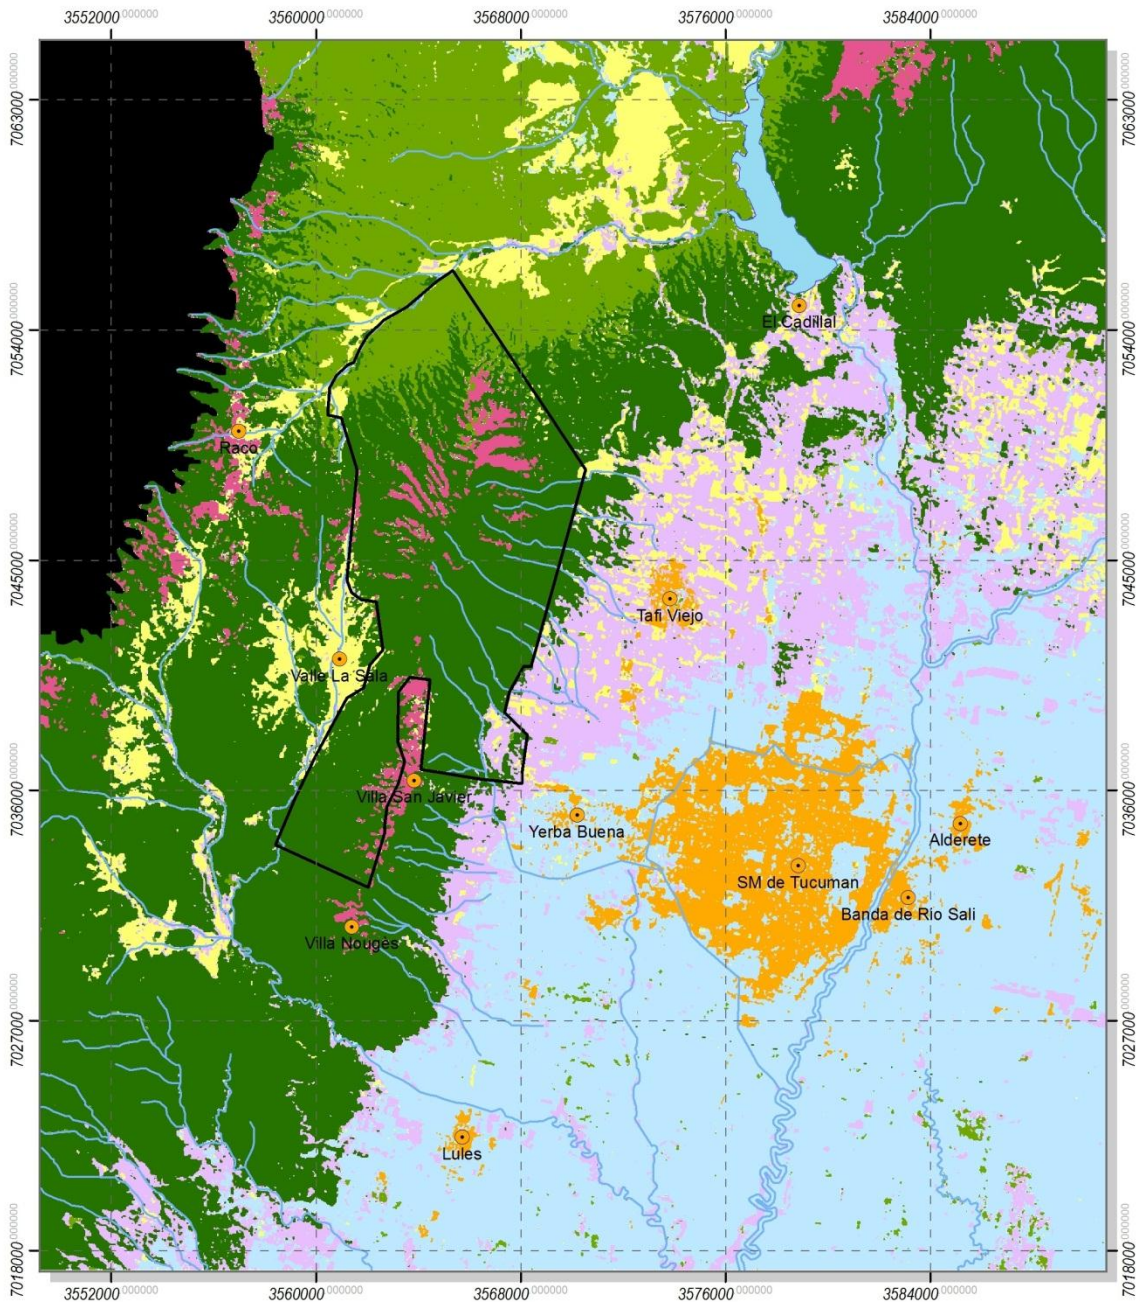 3552000 000000 3560000 000000 3568000 000000 3576000 000000 3584000 000000
7063000 000000 7063000 000000
El Cadillal
7054000 000000 7054000 000000
Raco
7045000 000000 7045000 000000
Tafi Viejo
Valle La Sala
Villa San Javier
7036000 000000 7036000 000000
Yerba Buena
Alderete
SM de Tucuman
Banda de Rio Sali
Villa Nougés
7027000 000000 7027000 000000
Lules
7018000 000000 7018000 000000
3552000 000000 3560000 000000 3568000 000000 3576000 000000 3584000 000000